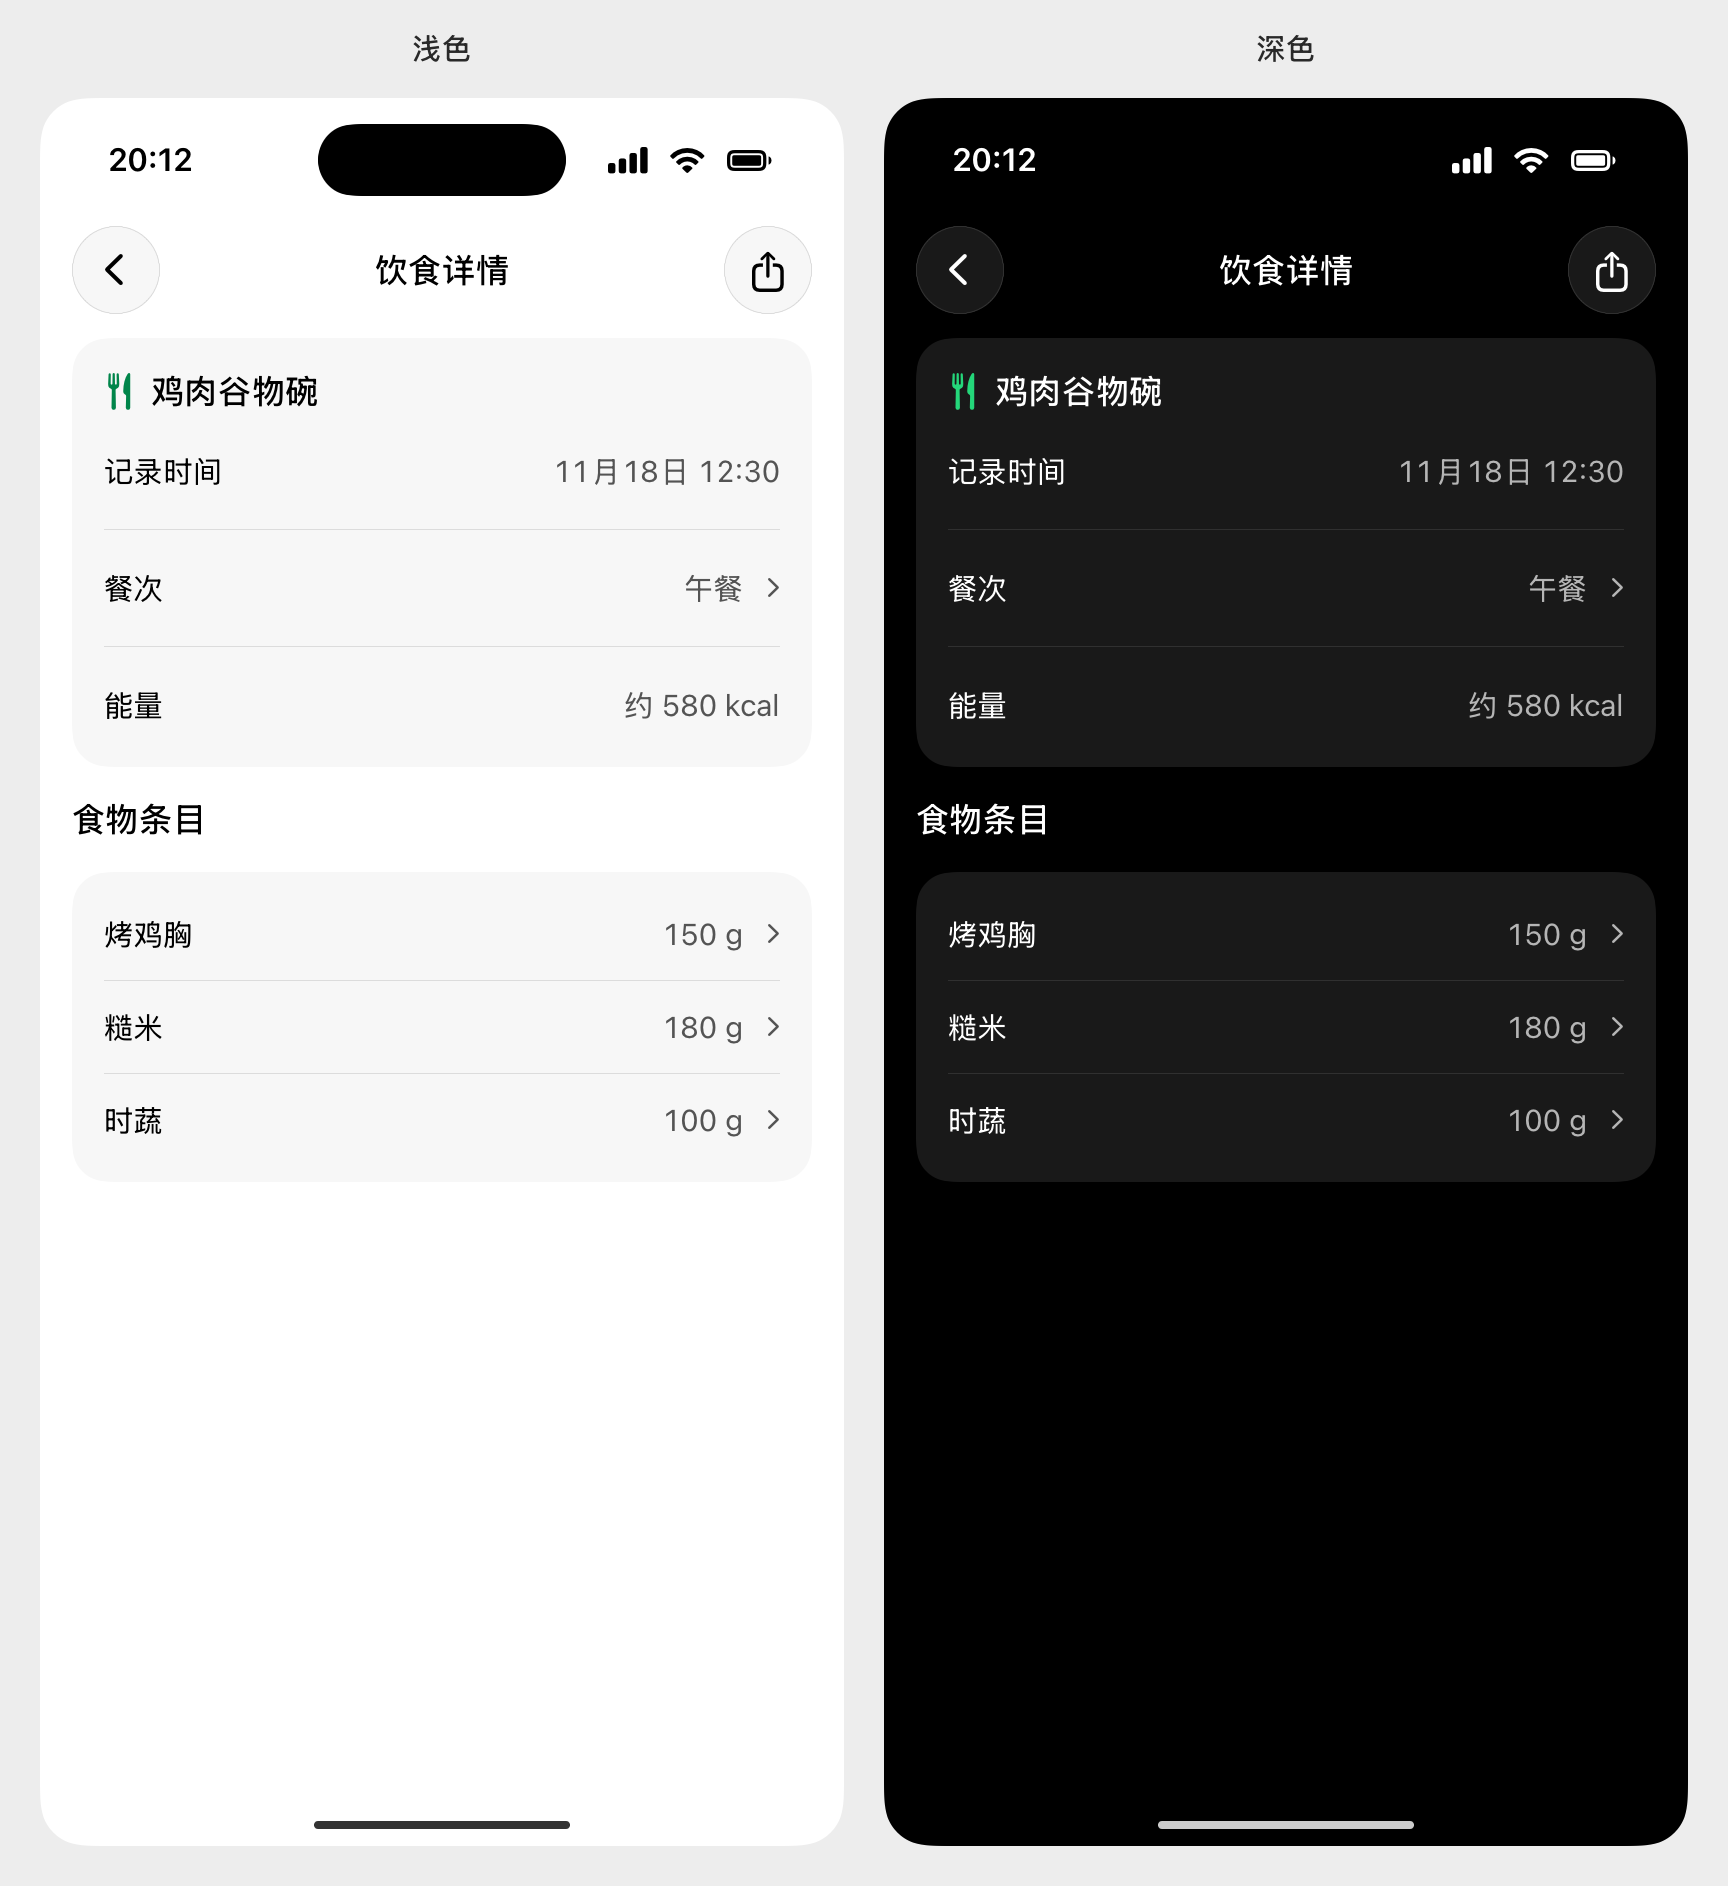 浅色
20:12
饮食详情
鸡肉谷物碗
记录时间 11月18日 12:30
餐次 午餐
能量 约 580 kcal
食物条目
烤鸡胸 150 g
糙米 180 g
时蔬 100 g
深色
20:12
饮食详情
鸡肉谷物碗
记录时间 11月18日 12:30
餐次 午餐
能量 约 580 kcal
食物条目
烤鸡胸 150 g
糙米 180 g
时蔬 100 g